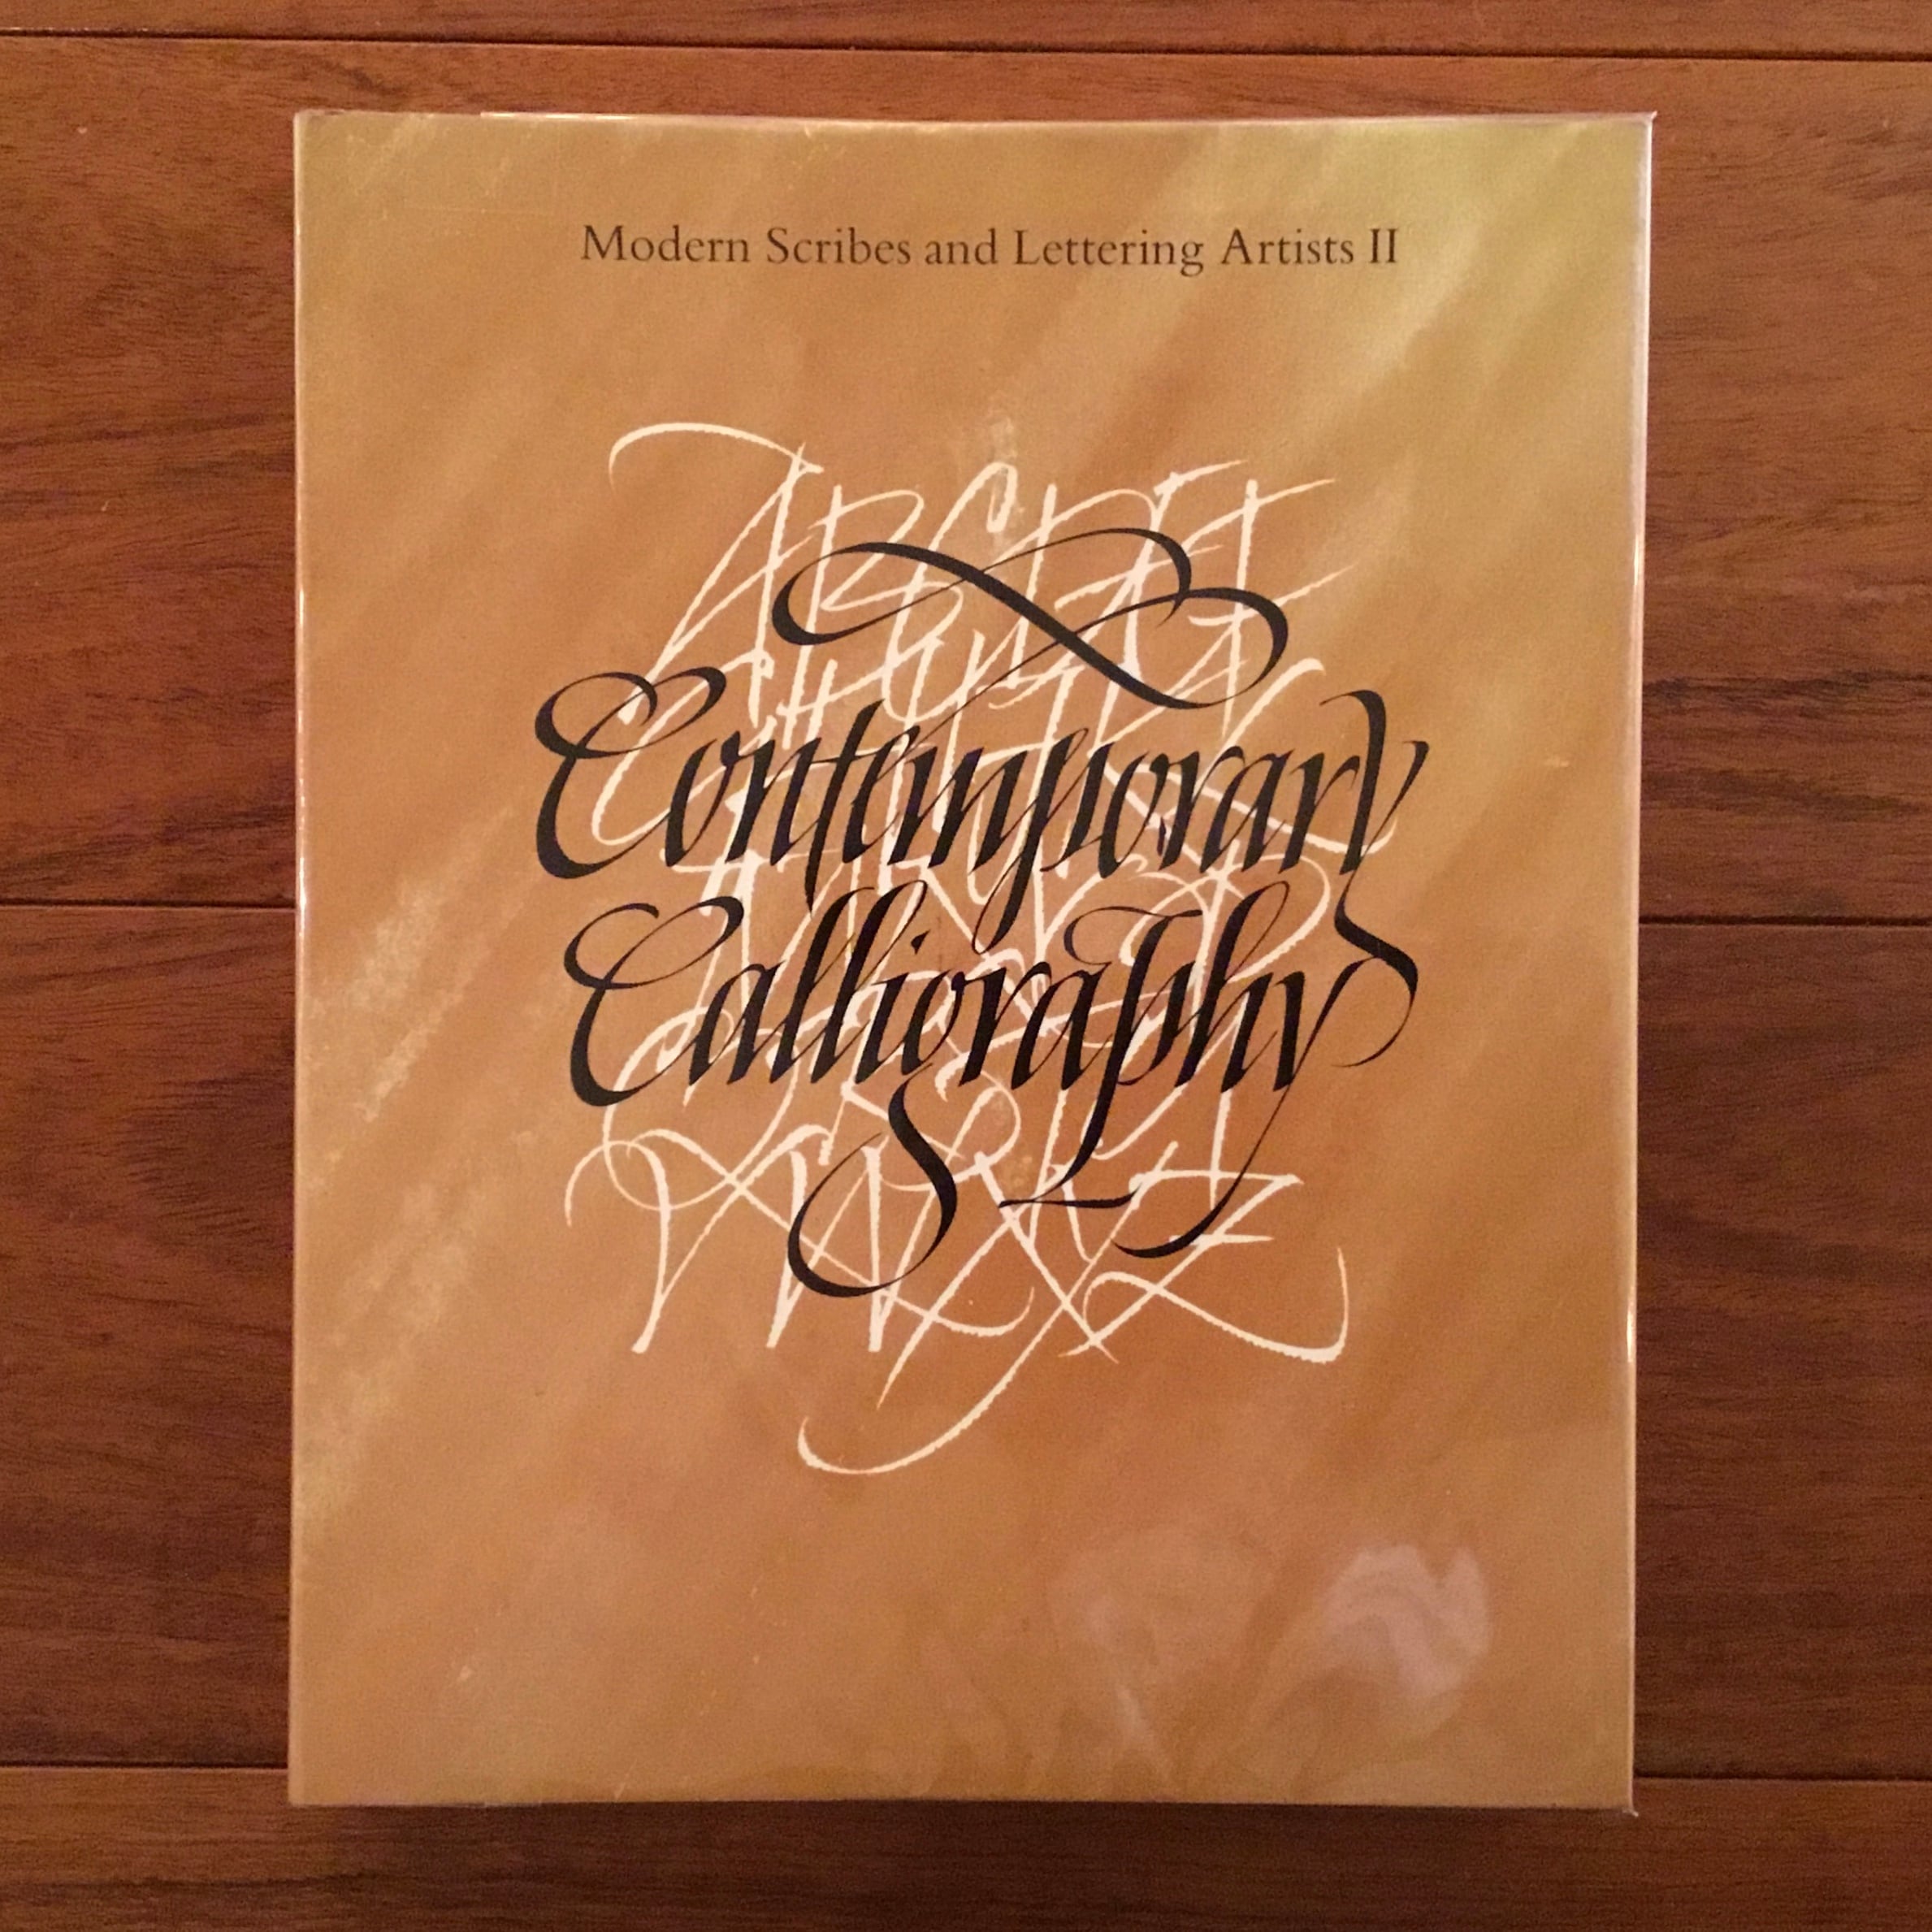 Modern Scribes and Lettering Artists II
Contemporary
Calligraphy